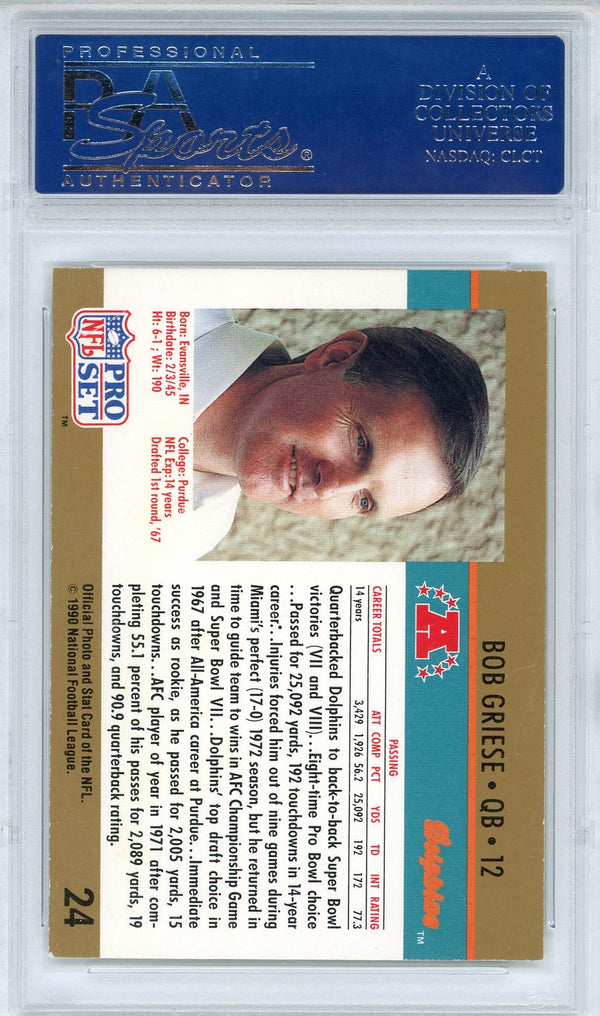 PROFESSIONAL
PSA
Sports®
AUTHENTICATOR
A
DIVISION OF
COLLECTORS
UNIVERSE
NASDAQ: CLCT
BOB GRIESE • QB • 12
A
Dolphins™
Born: Evansville, IN
Birthdate: 2/3/45
Ht: 6-1; Wt: 190
College: Purdue
NFL Exp: 14 years
Drafted 1st round, '67
PASSING
CAREER TOTALS ATT COMP PCT YDS TD INT RATING
14 years 3,429 1,926 56.2 25,092 192 172 77.3
Quarterbacked Dolphins to back-to-back Super Bowl
victories (VII and VIII)...Eight-time Pro Bowl choice
...Passed for 25,092 yards, 192 touchdowns in 14-year
career...Injuries forced him out of nine games during
Miami's perfect (17-0) 1972 season, but he returned in
time to guide team to wins in AFC Championship Game
and Super Bowl VII...Dolphins' top draft choice in
1967 after All-America career at Purdue...Immediate
success as rookie, as he passed for 2,005 yards, 15
touchdowns...AFC player of year in 1971 after com-
pleting 55.1 percent of his passes for 2,089 yards, 19
touchdowns, and 90.9 quarterback rating.
PRO
NFL SET
™
Official Photo and Stat Card of the NFL.
© 1990 National Football League.
24